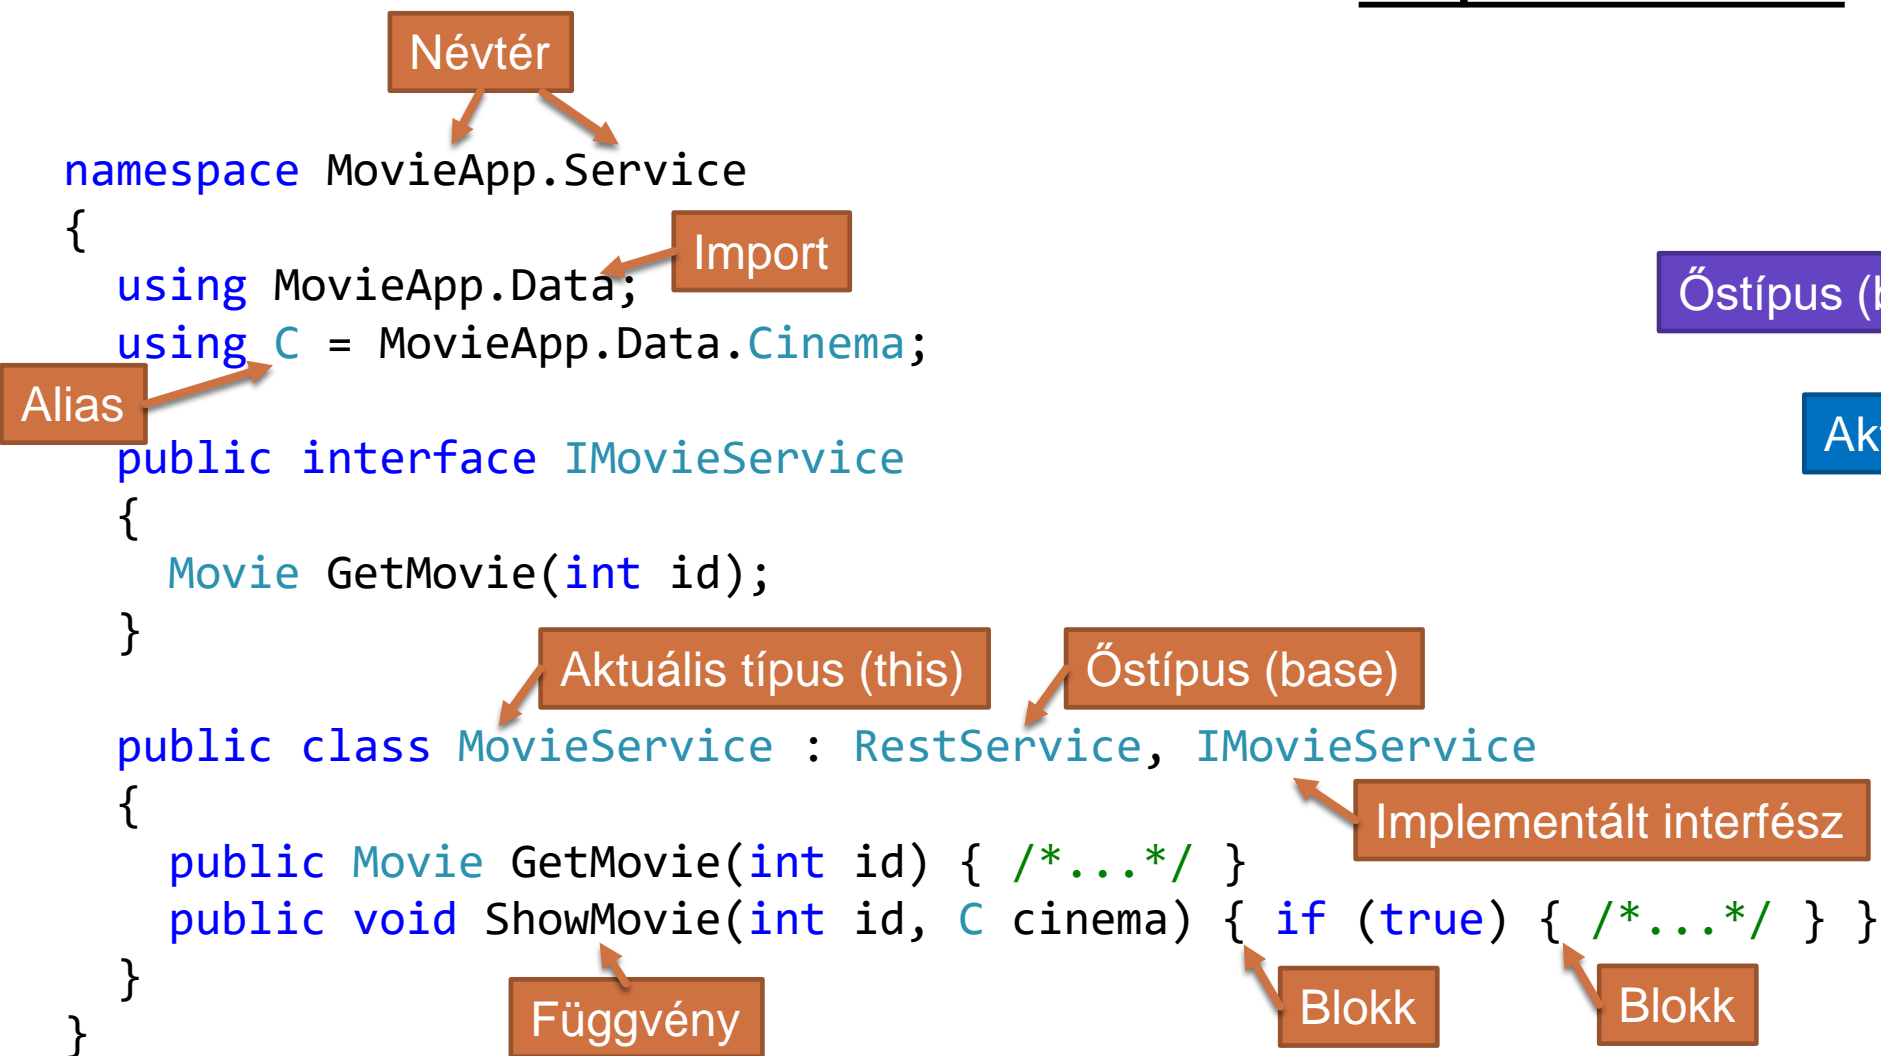 Névtér
namespace MovieApp.Service
{
Import
using MovieApp.Data;
Őstípus (b
using C = MovieApp.Data.Cinema;
Alias
Ak
public interface IMovieService
{
Movie GetMovie(int id);
}
Aktuális típus (this)
Őstípus (base)
public class MovieService : RestService, IMovieService
{
Implementált interfész
public Movie GetMovie(int id) { /*...*/ }
public void ShowMovie(int id, C cinema) { if (true) { /*...*/ } }
}
Függvény
Blokk
Blokk
}